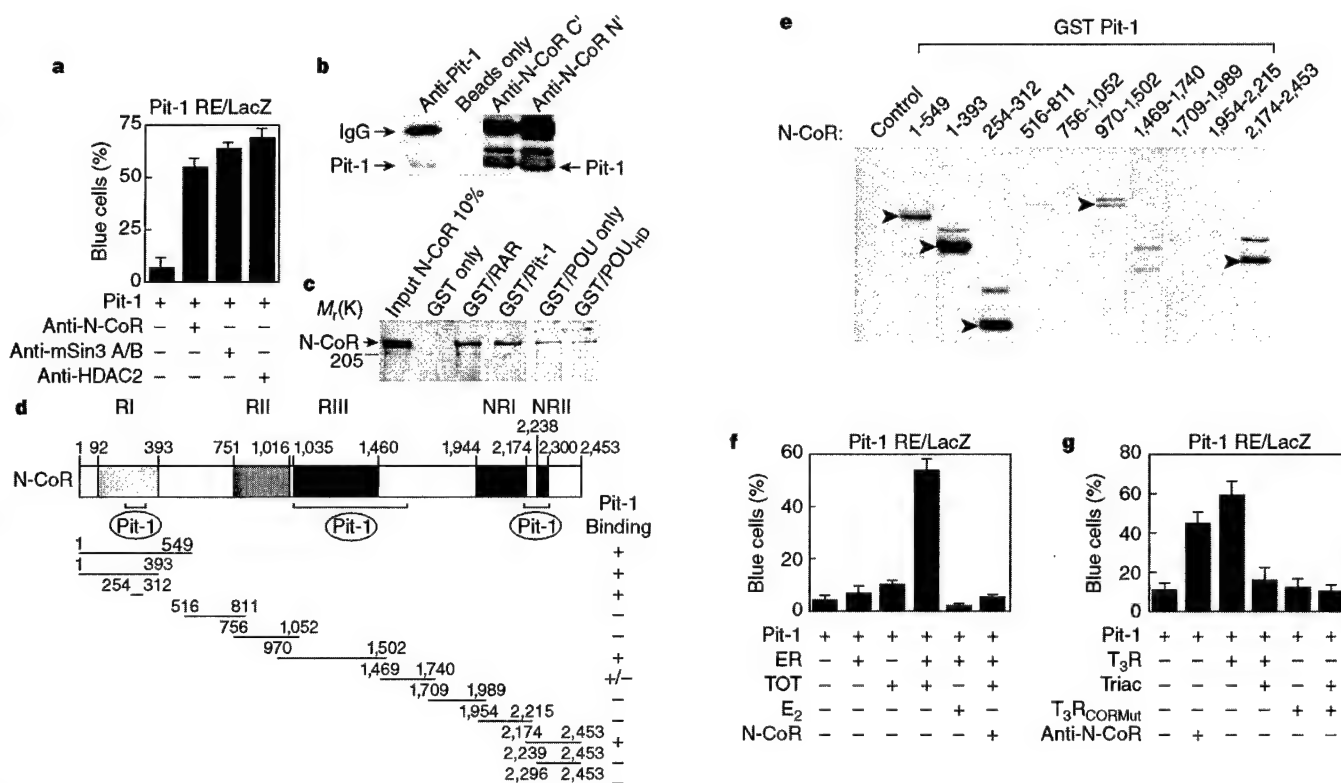 a
Pit-1 RE/LacZ
Blue cells (%)
75
50
25
0
Pit-1 + + + +
Anti-N-CoR − + − −
Anti-mSin3 A/B − − + −
Anti-HDAC2 − − − +
b
Anti-Pit-1
Beads only
Anti-N-CoR C'
Anti-N-CoR N'
IgG
Pit-1
Pit-1
c
Mr(K)
Input N-CoR 10%
GST only
GST/RAR
GST/Pit-1
GST/POU only
GST/POUHD
N-CoR
205
d
RI RII RIII NRI NRII
2,238
1 92 393 751 1,016 1,035 1,460 1,944 2,174 2,300 2,453
N-CoR
Pit-1 Pit-1 Pit-1
Pit-1
Binding
1 549 +
1 393 +
254 312 +
516 811 −
756 1,052 −
970 1,502 +
1,469 1,740 +/−
1,709 1,989 −
1,954 2,215 −
2,174 2,453 +
2,239 2,453 −
2,296 2,453 −
e
GST Pit-1
N-CoR:
Control
1-549
1-393
254-312
516-811
756-1,052
970-1,502
1,469-1,740
1,709-1,989
1,954-2,215
2,174-2,453
f
Pit-1 RE/LacZ
Blue cells (%)
60
40
20
0
Pit-1 + + + + + +
ER − + − + + +
TOT − − + + − +
E2 − − − − + −
N-CoR − − − − − +
g
Pit-1 RE/LacZ
Blue cells (%)
80
60
40
20
0
Pit-1 + + + + + +
T3R − − + + − −
Triac − − − + − +
T3RCORMut − − − − + +
Anti-N-CoR − + − − − −